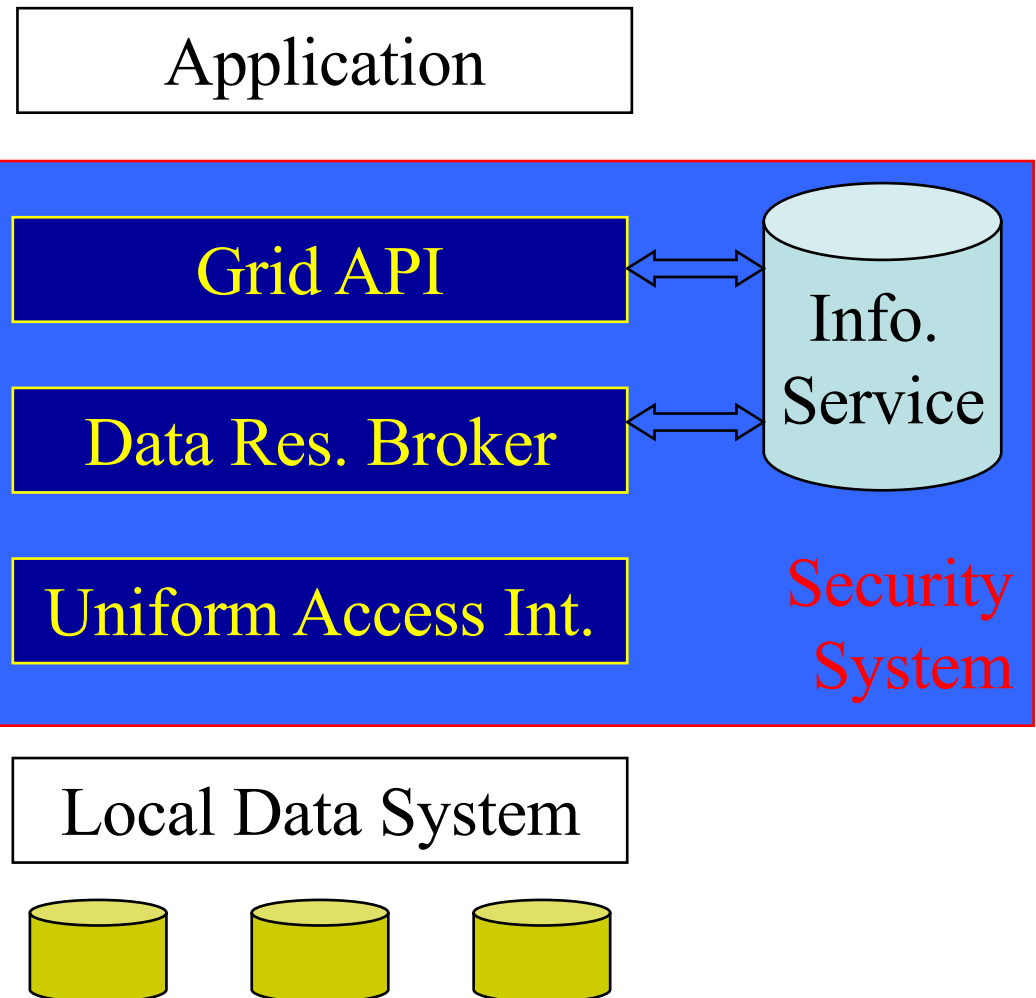 Application
Grid API
Info.
Service
Data Res. Broker
Uniform Access Int.
Security
System
Local Data System